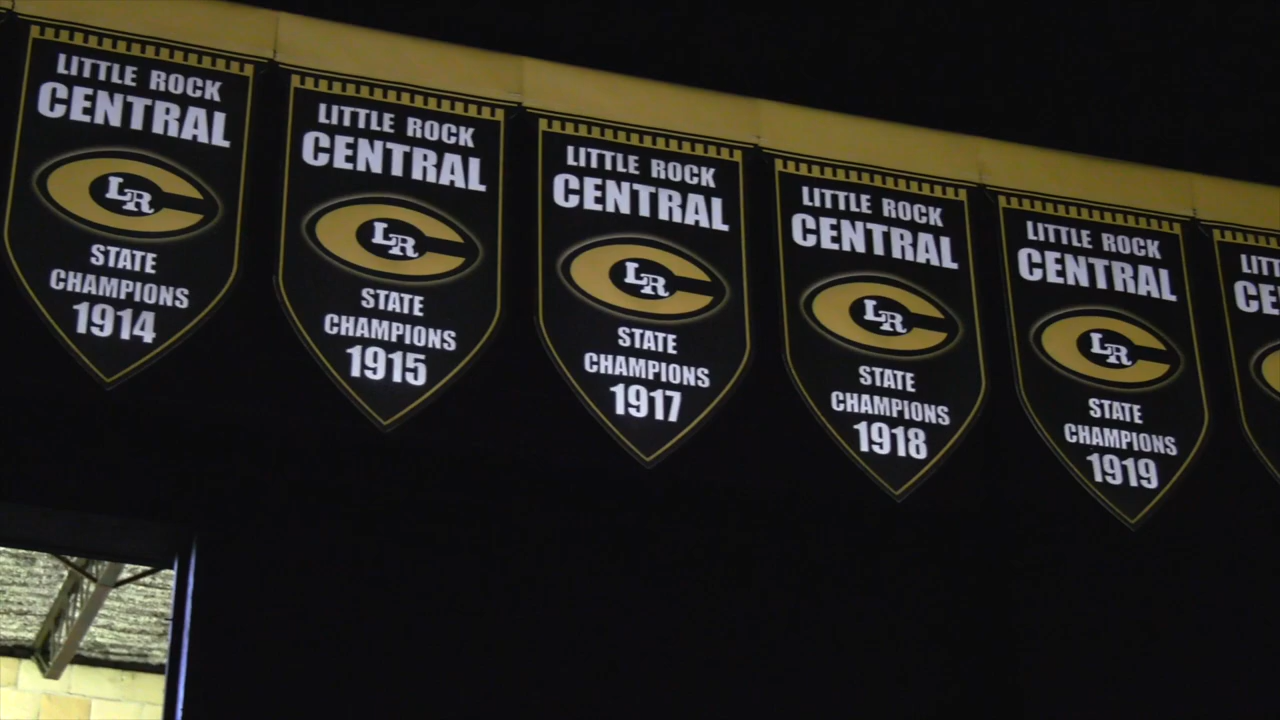 LITTLE ROCK
CENTRAL
LR
STATE
CHAMPIONS
1914
LITTLE ROCK
CENTRAL
LR
STATE
CHAMPIONS
1915
LITTLE ROCK
CENTRAL
LR
STATE
CHAMPIONS
1917
LITTLE ROCK
CENTRAL
LR
STATE
CHAMPIONS
1918
LITTLE ROCK
CENTRAL
LR
STATE
CHAMPIONS
1919